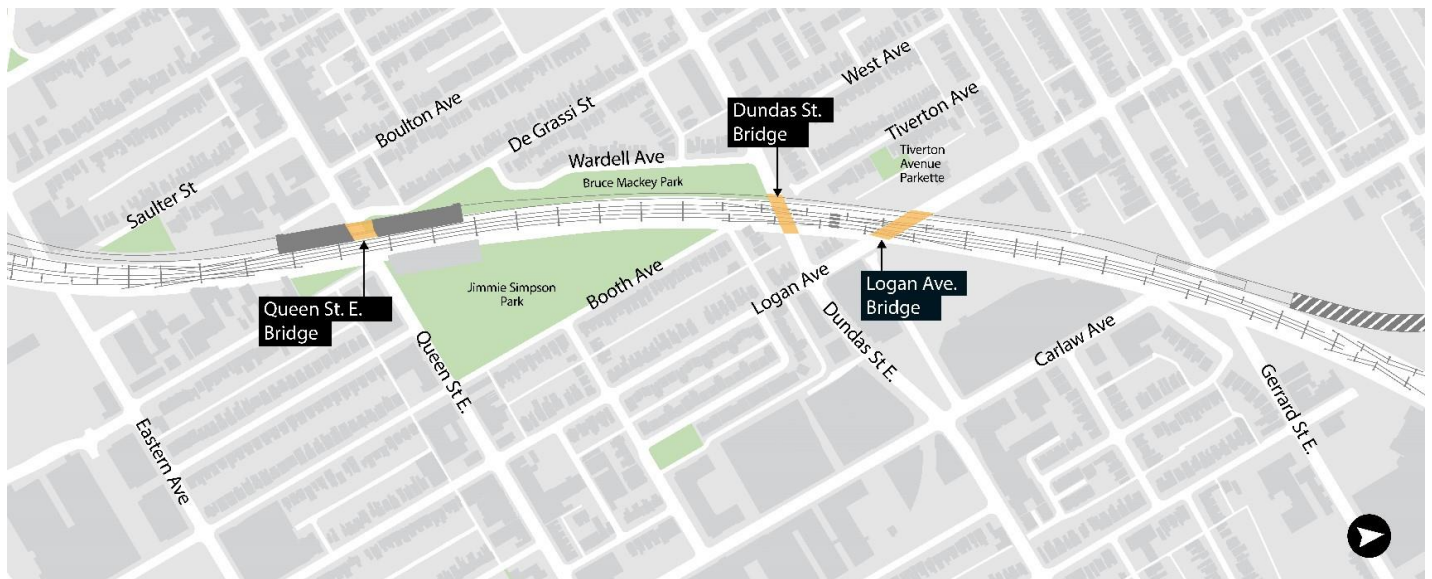 West Ave
Boulton Ave
De Grassi St
Dundas St.
Bridge
Tiverton Ave
Tiverton
Avenue
Parkette
Wardell Ave
Bruce Mackey Park
Saulter St
Jimmie Simpson
Park
Booth Ave
Logan Ave
Queen St. E.
Bridge
Logan Ave.
Bridge
Queen St E.
Dundas St E.
Carlaw Ave
Gerrard St E.
Eastern Ave